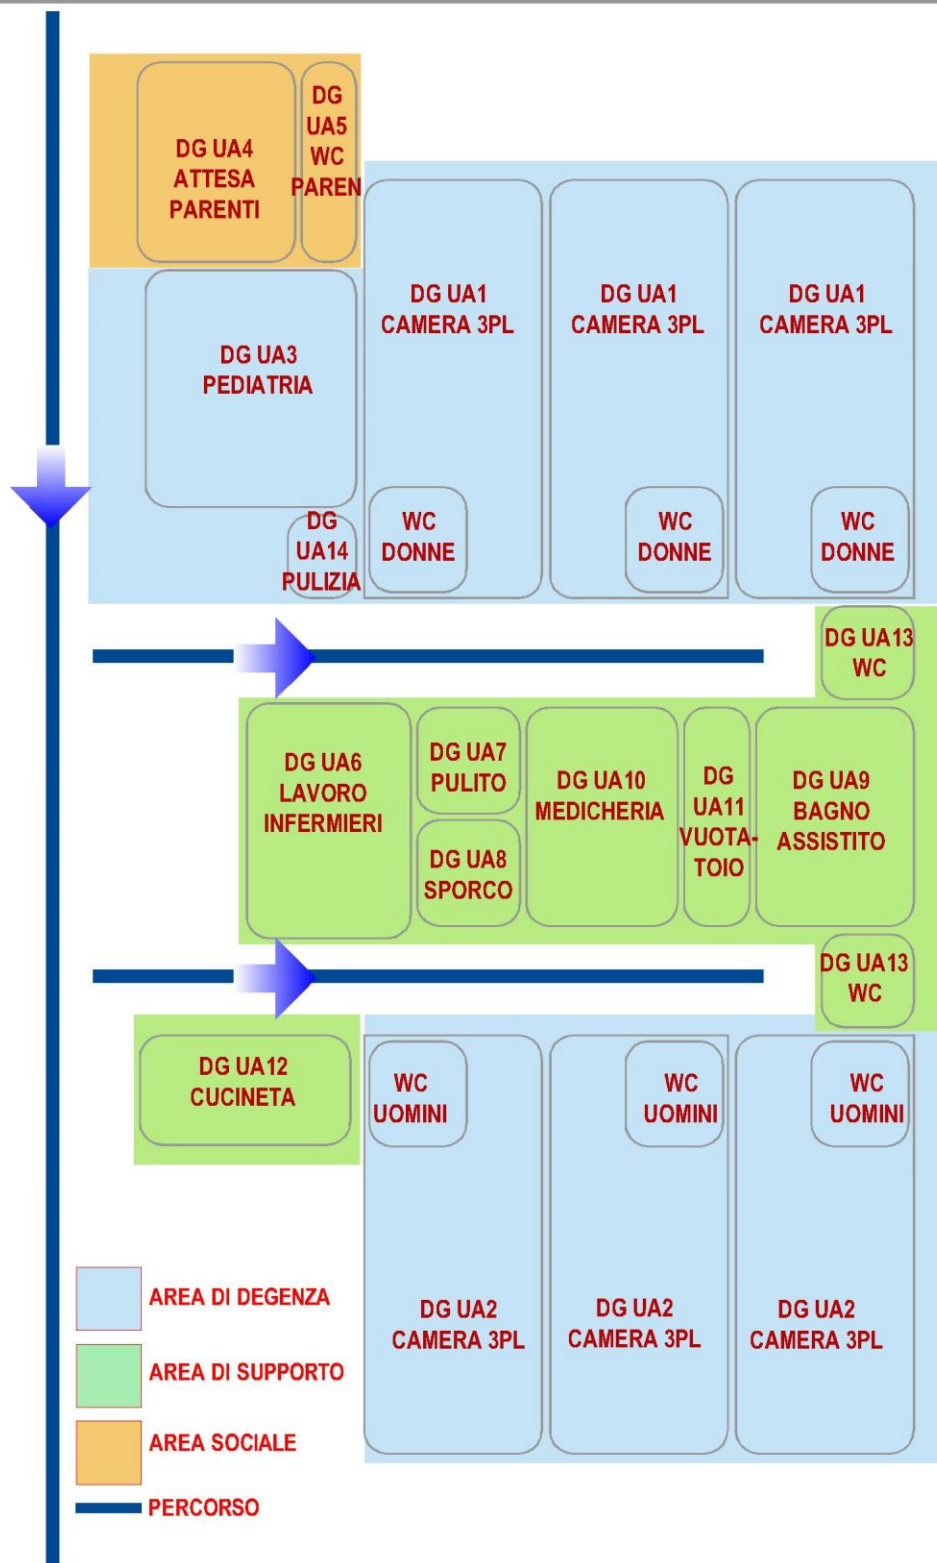 DG UA4
ATTESA
PARENTI
DG
UA5
WC
PAREN
DG UA1
CAMERA 3PL
DG UA1
CAMERA 3PL
DG UA1
CAMERA 3PL
DG UA3
PEDIATRIA
DG
UA14
PULIZIA
WC
DONNE
WC
DONNE
WC
DONNE
DG UA13
WC
DG UA6
LAVORO
INFERMIERI
DG UA7
PULITO
DG UA8
SPORCO
DG UA10
MEDICHERIA
DG
UA11
VUOTA-
TOIO
DG UA9
BAGNO
ASSISTITO
DG UA13
WC
DG UA12
CUCINETA
WC
UOMINI
WC
UOMINI
WC
UOMINI
DG UA2
CAMERA 3PL
DG UA2
CAMERA 3PL
DG UA2
CAMERA 3PL
AREA DI DEGENZA
AREA DI SUPPORTO
AREA SOCIALE
PERCORSO